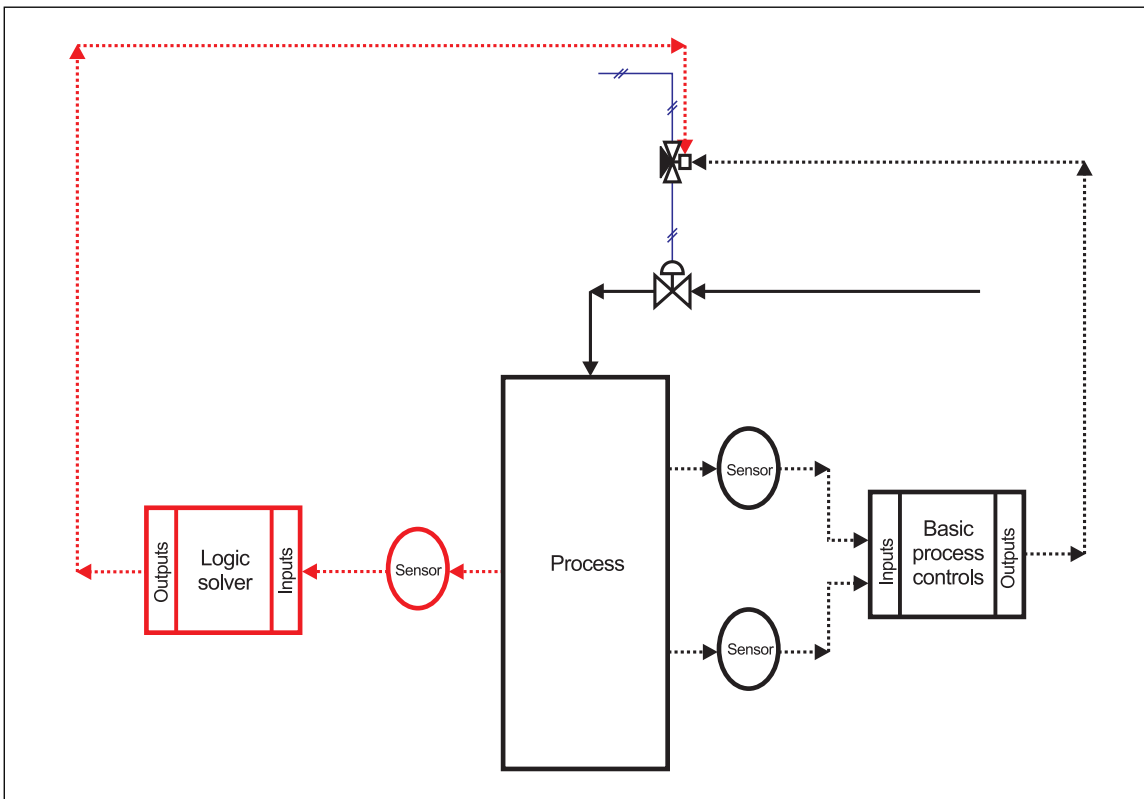 Sensor
Outputs
Logic
solver
Inputs
Sensor
Process
Inputs
Basic
process
controls
Outputs
Sensor